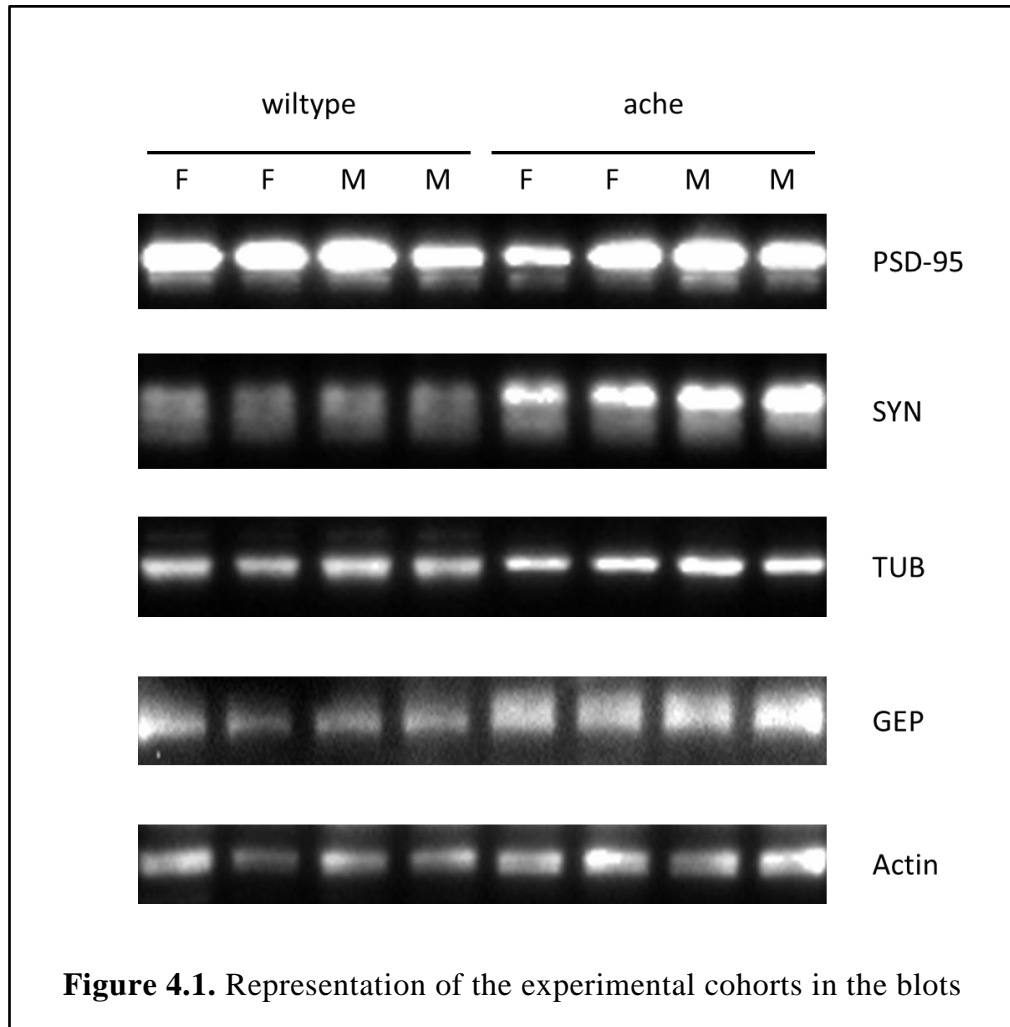 wiltype ache
F F M M F F M M
PSD-95
SYN
TUB
GEP
Actin
Figure 4.1. Representation of the experimental cohorts in the blots